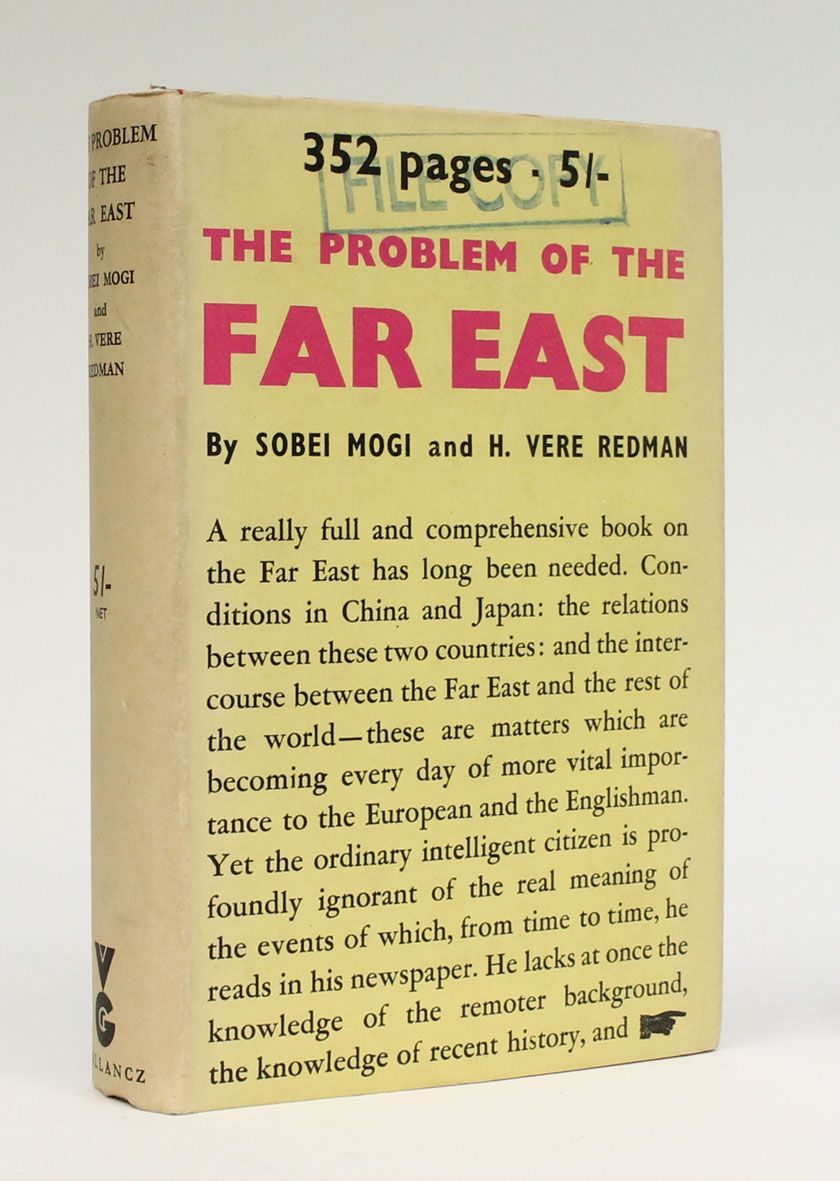 PROBLEM
OF THE
AR EAST
by
BEI MOGI
and
H. VERE
REDMAN
5/-
NET
VG
LLANCZ
352 pages · 5/-
FILE COPY
THE PROBLEM OF THE
FAR EAST
By SOBEI MOGI and H. VERE REDMAN
A really full and comprehensive book on
the Far East has long been needed. Con-
ditions in China and Japan: the relations
between these two countries: and the inter-
course between the Far East and the rest of
the world—these are matters which are
becoming every day of more vital impor-
tance to the European and the Englishman.
Yet the ordinary intelligent citizen is pro-
foundly ignorant of the real meaning of
the events of which, from time to time, he
reads in his newspaper. He lacks at once the
knowledge of the remoter background,
the knowledge of recent history, and